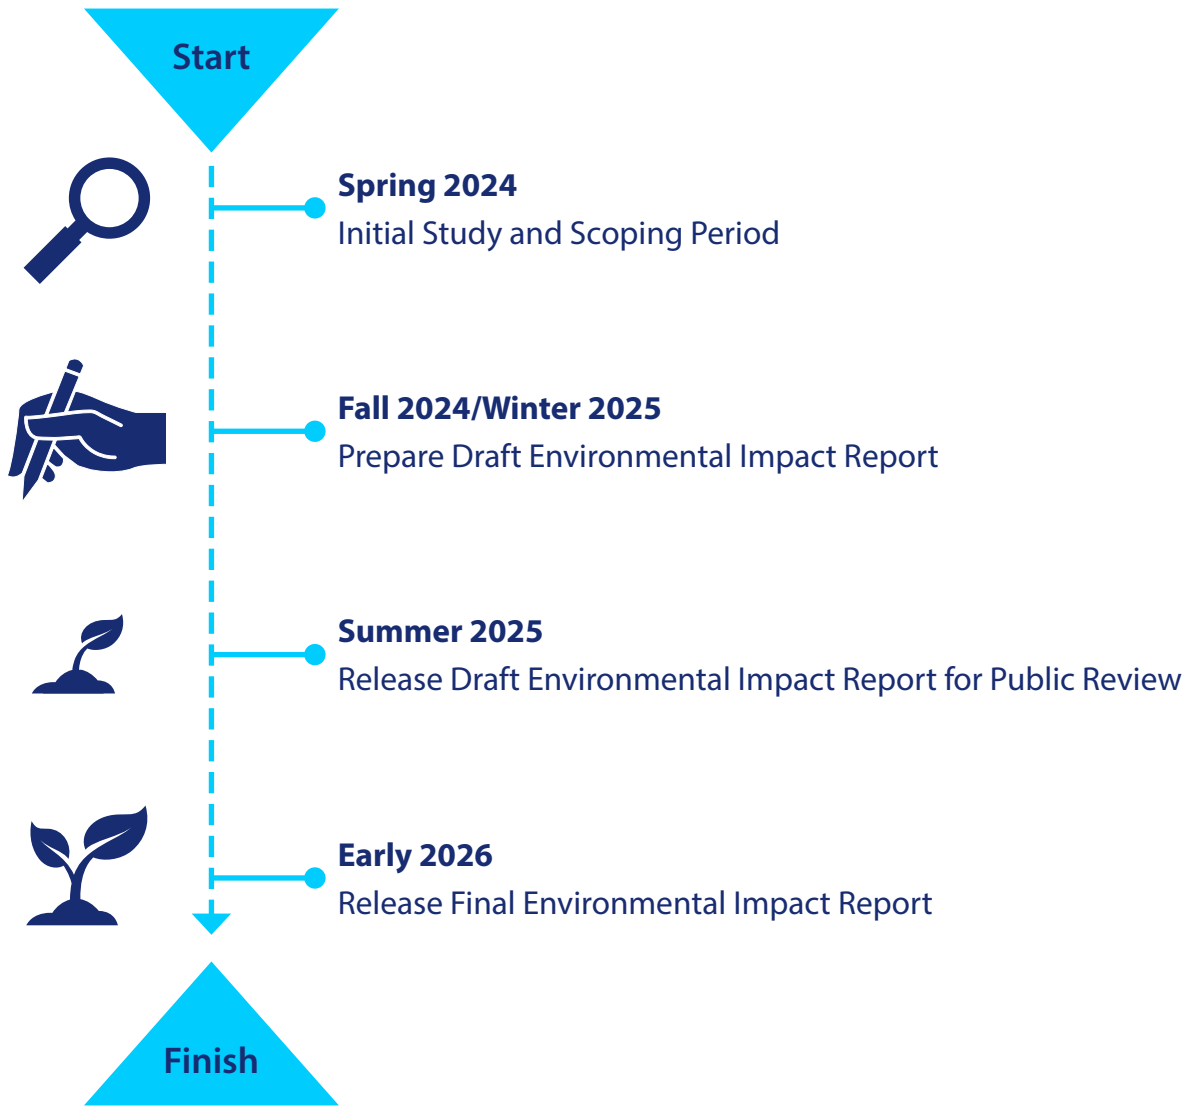 Start
Spring 2024
Initial Study and Scoping Period
Fall 2024/Winter 2025
Prepare Draft Environmental Impact Report
Summer 2025
Release Draft Environmental Impact Report for Public Review
Early 2026
Release Final Environmental Impact Report
Finish